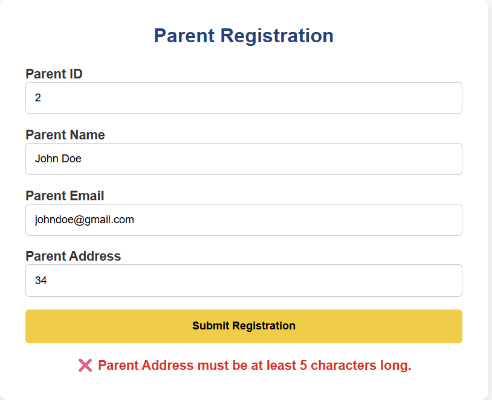 Parent Registration
Parent ID
2
Parent Name
John Doe
Parent Email
johndoe@gmail.com
Parent Address
34
Submit Registration
❌ Parent Address must be at least 5 characters long.